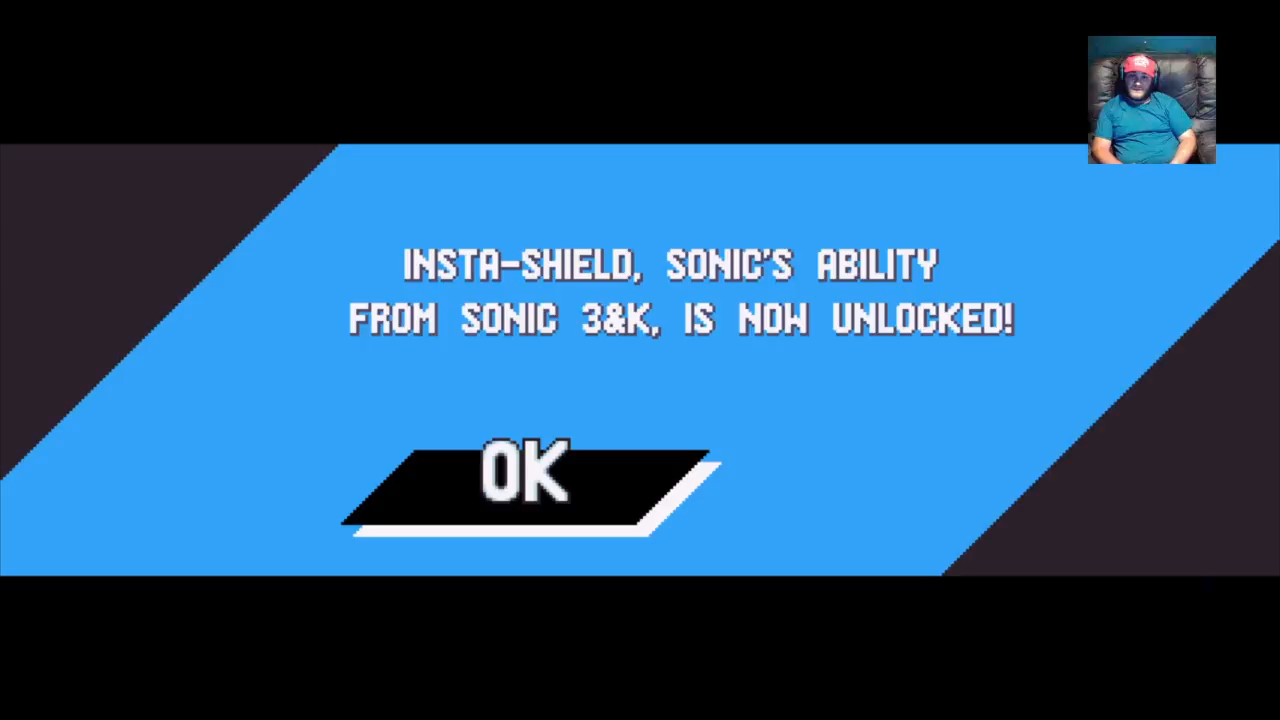 INSTA-SHIELD, SONIC'S ABILITY
FROM SONIC 3&K, IS NOW UNLOCKED!
OK